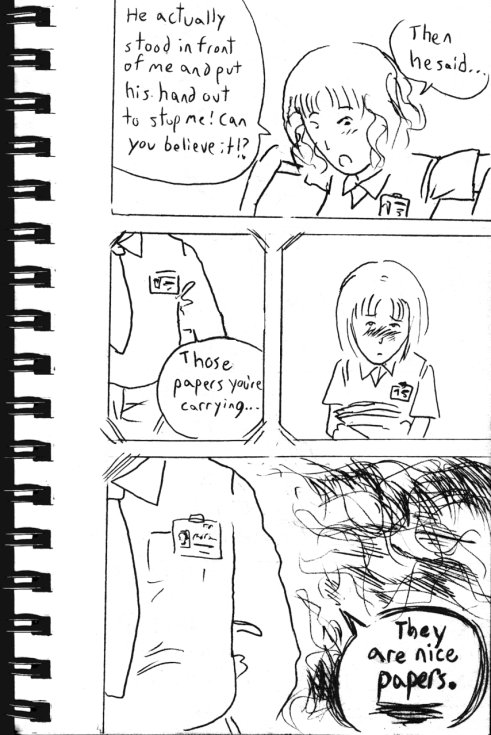 He actually
stood in front
of me and put
his hand out
to stop me! Can
you believe it!?
Then
he said...
Those
papers you're
carrying...
They
are nice
papers.